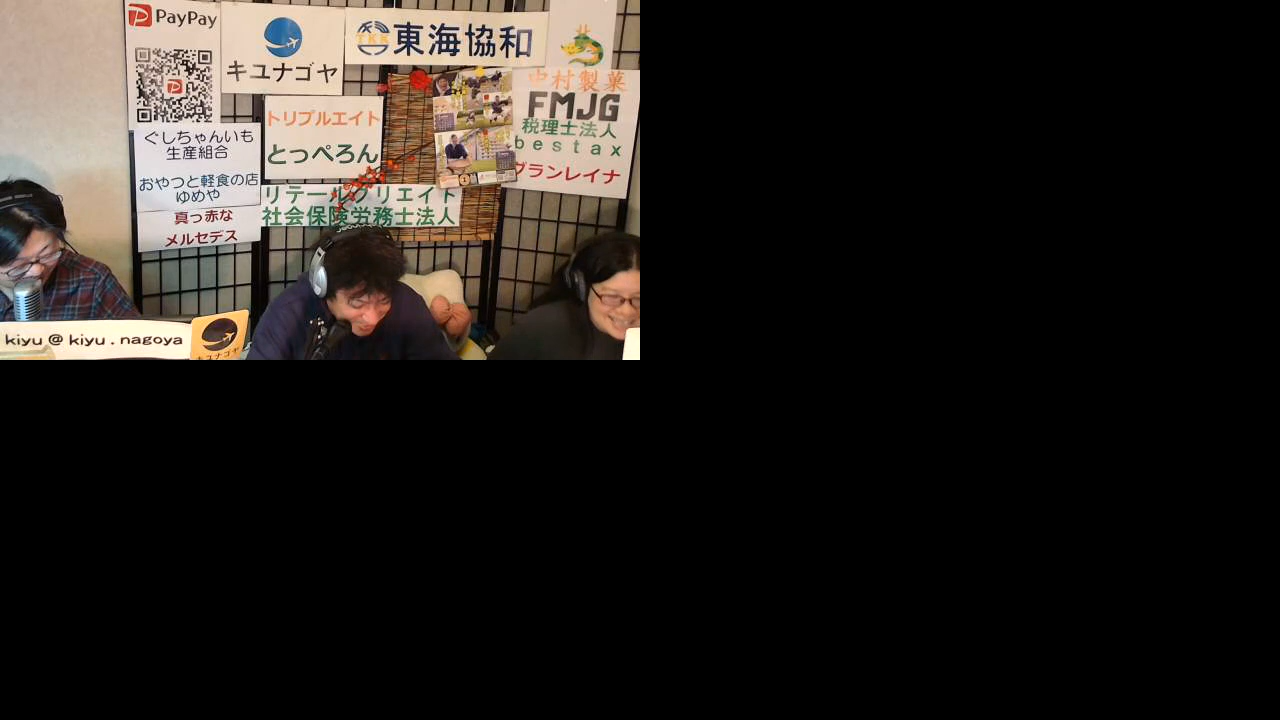 PayPay
キユナゴヤ
TKK 東海協和
中村製菓
FMJG
税理士法人
bestax
グランレイナ
トリプルエイト
とっぺろん
ぐしちゃんいも
生産組合
おやつと軽食の店
ゆめや
真っ赤な
メルセデス
リテールクリエイト
社会保険労務士法人
kiyu@kiyu.nagoya
キユナゴヤ